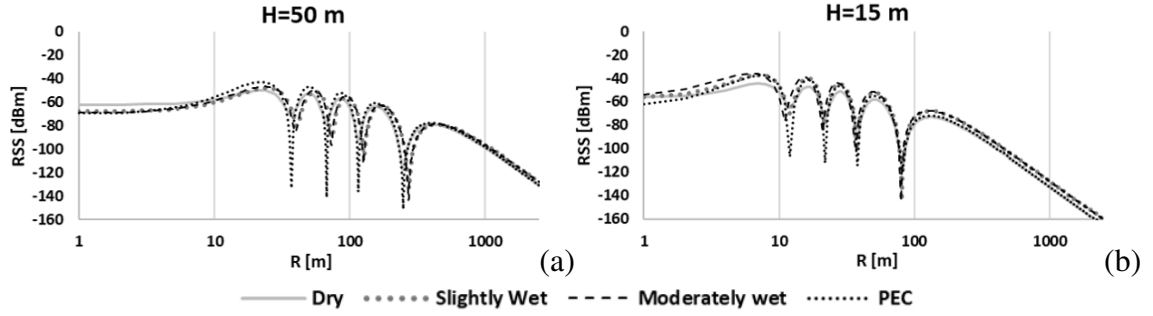 H=50 m
RSS [dBm]
0
-20
-40
-60
-80
-100
-120
-140
-160
1 10 100 1000
R [m]
(a)
H=15 m
RSS [dBm]
0
-20
-40
-60
-80
-100
-120
-140
-160
1 10 100 1000
R [m]
(b)
Dry Slightly Wet Moderately wet PEC